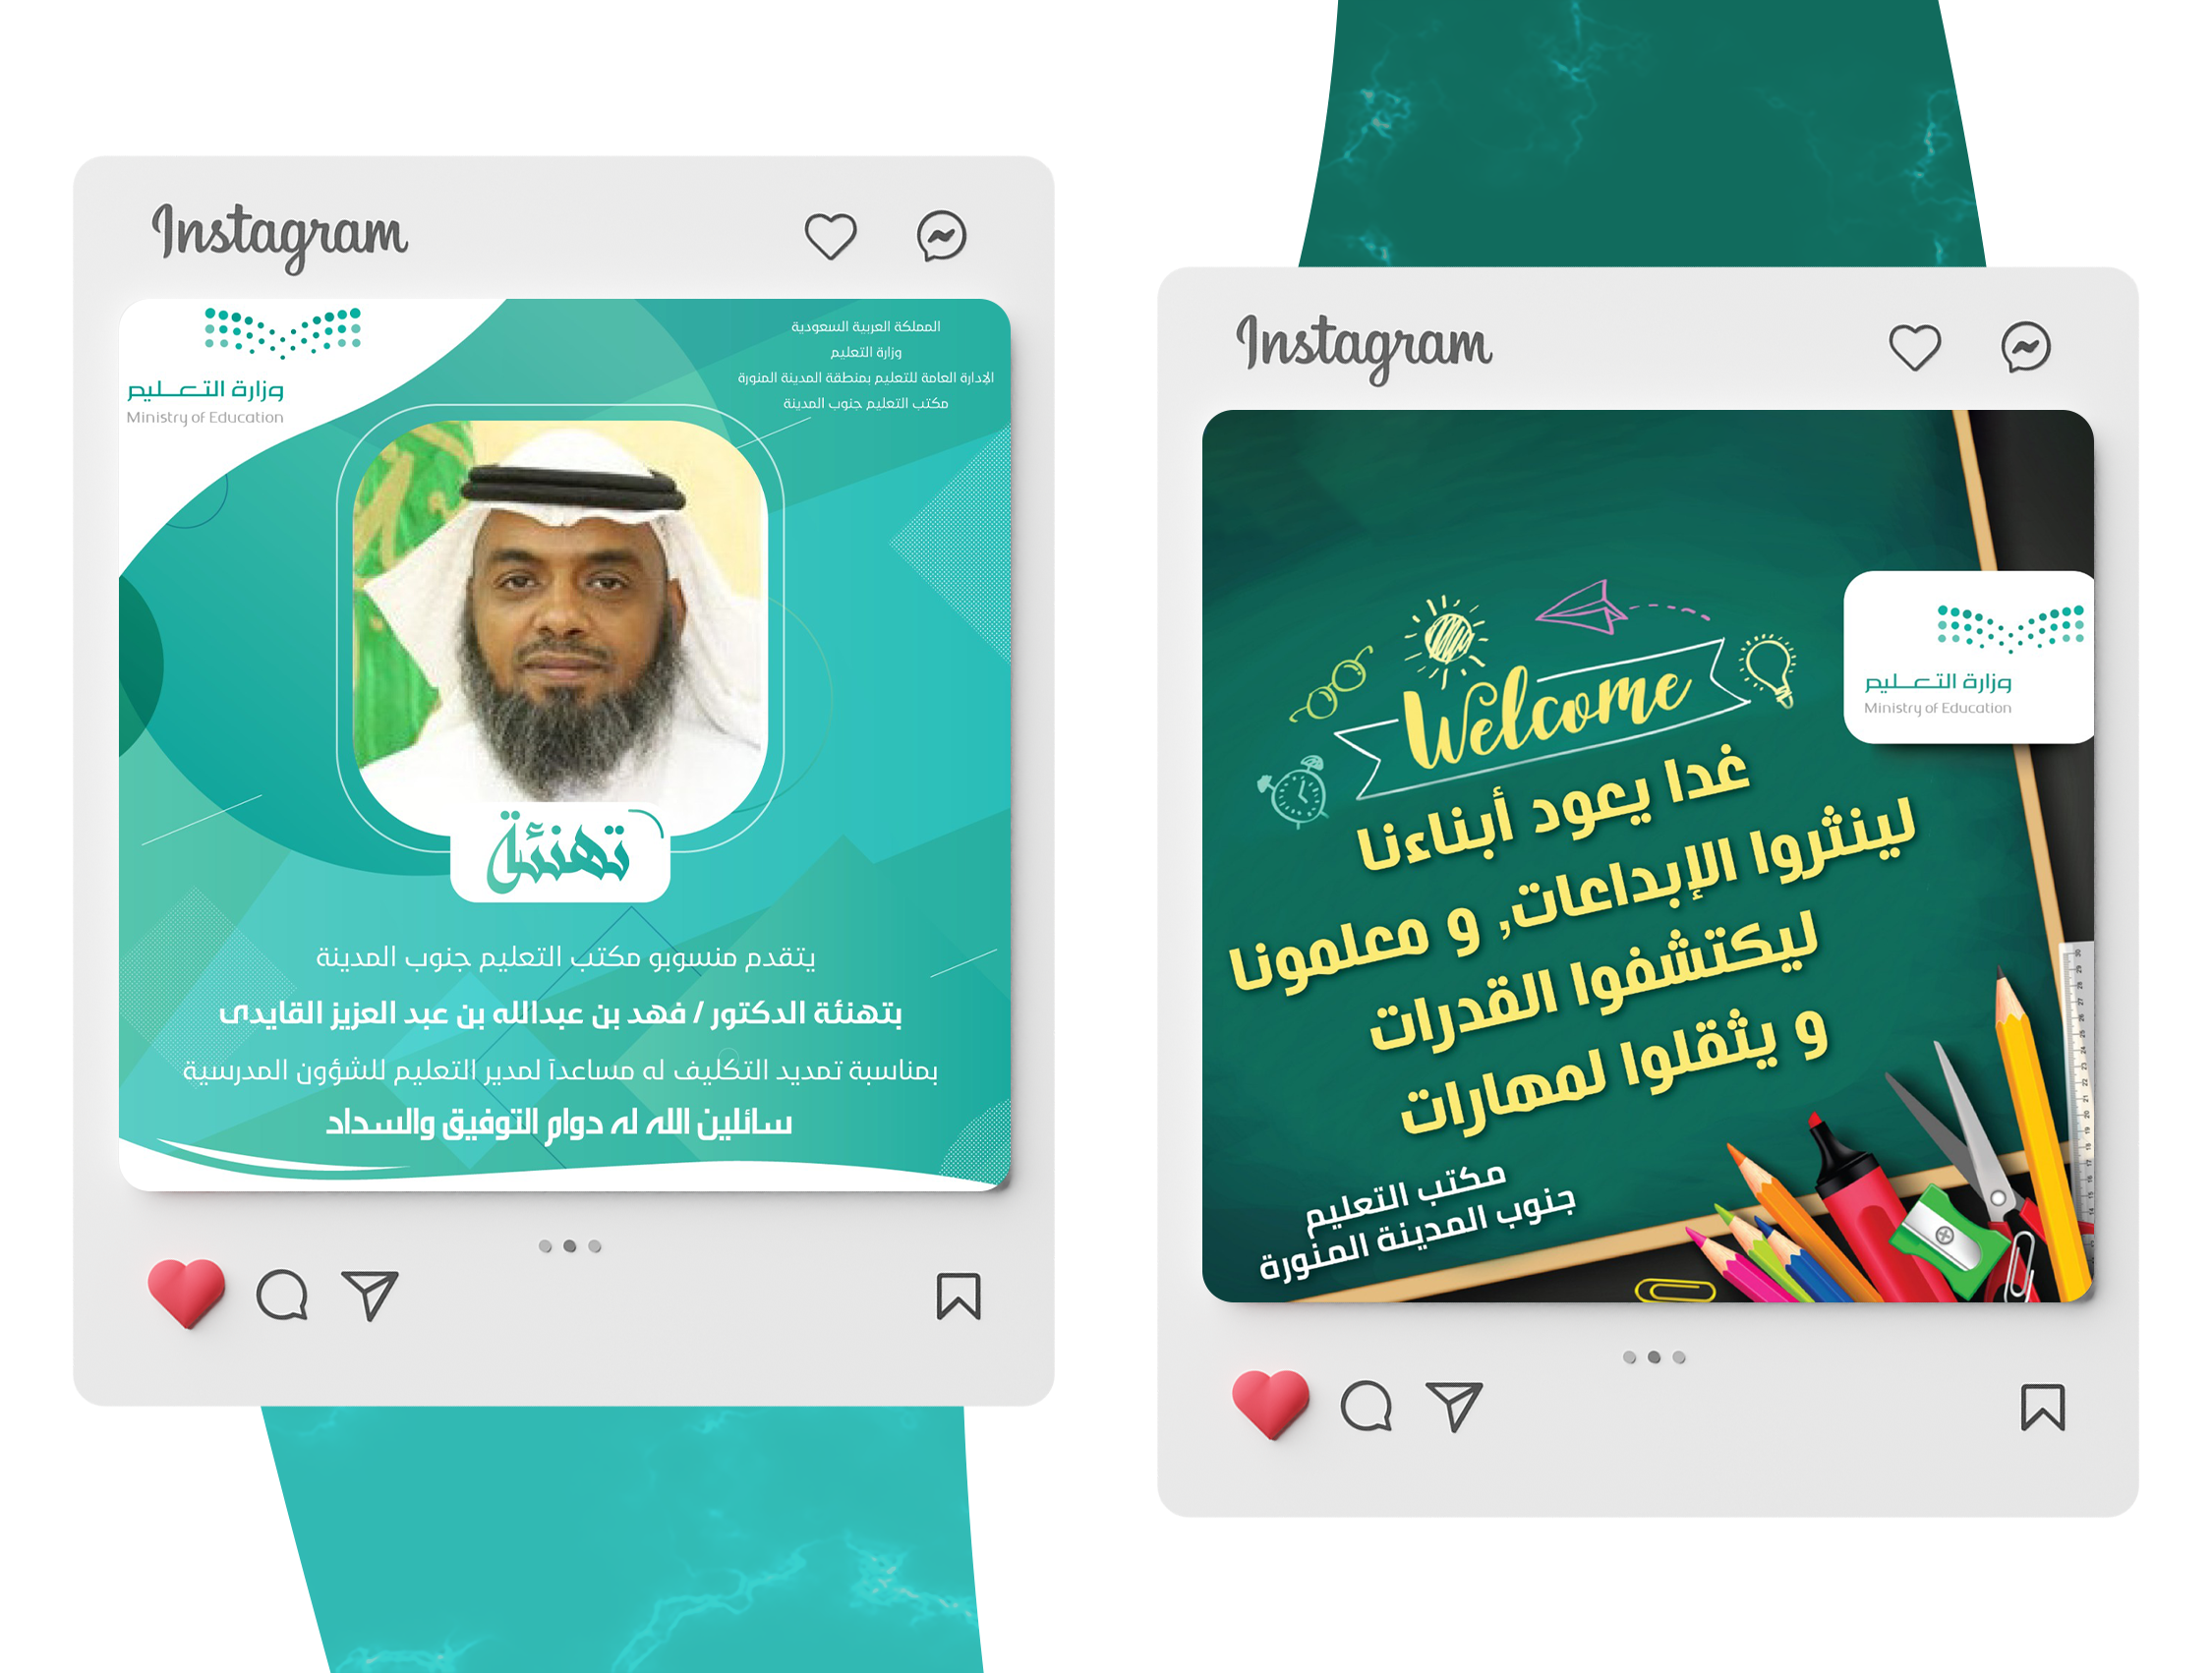 Instagram
وزارة التعليم
Ministry of Education
المملكة العربية السعودية
وزارة التعليم
الإدارة العامة للتعليم بمنطقة المدينة المنورة
مكتب التعليم جنوب المدينة
تهنئة
يتقدم منسوبو مكتب التعليم جنوب المدينة
بتهنئة الدكتور / فهد بن عبدالله بن عبد العزيز القايدى
بمناسبة تمديد التكليف له مساعداً لمدير التعليم للشؤون المدرسية
سائلين الله له دوام التوفيق والسداد
Instagram
وزارة التعليم
Ministry of Education
Welcome
غدا يعود أبناءنا
لينثروا الإبداعات, و معلمونا
ليكتشفوا القدرات
و يثقلوا لمهارات
مكتب التعليم
جنوب المدينة المنورة